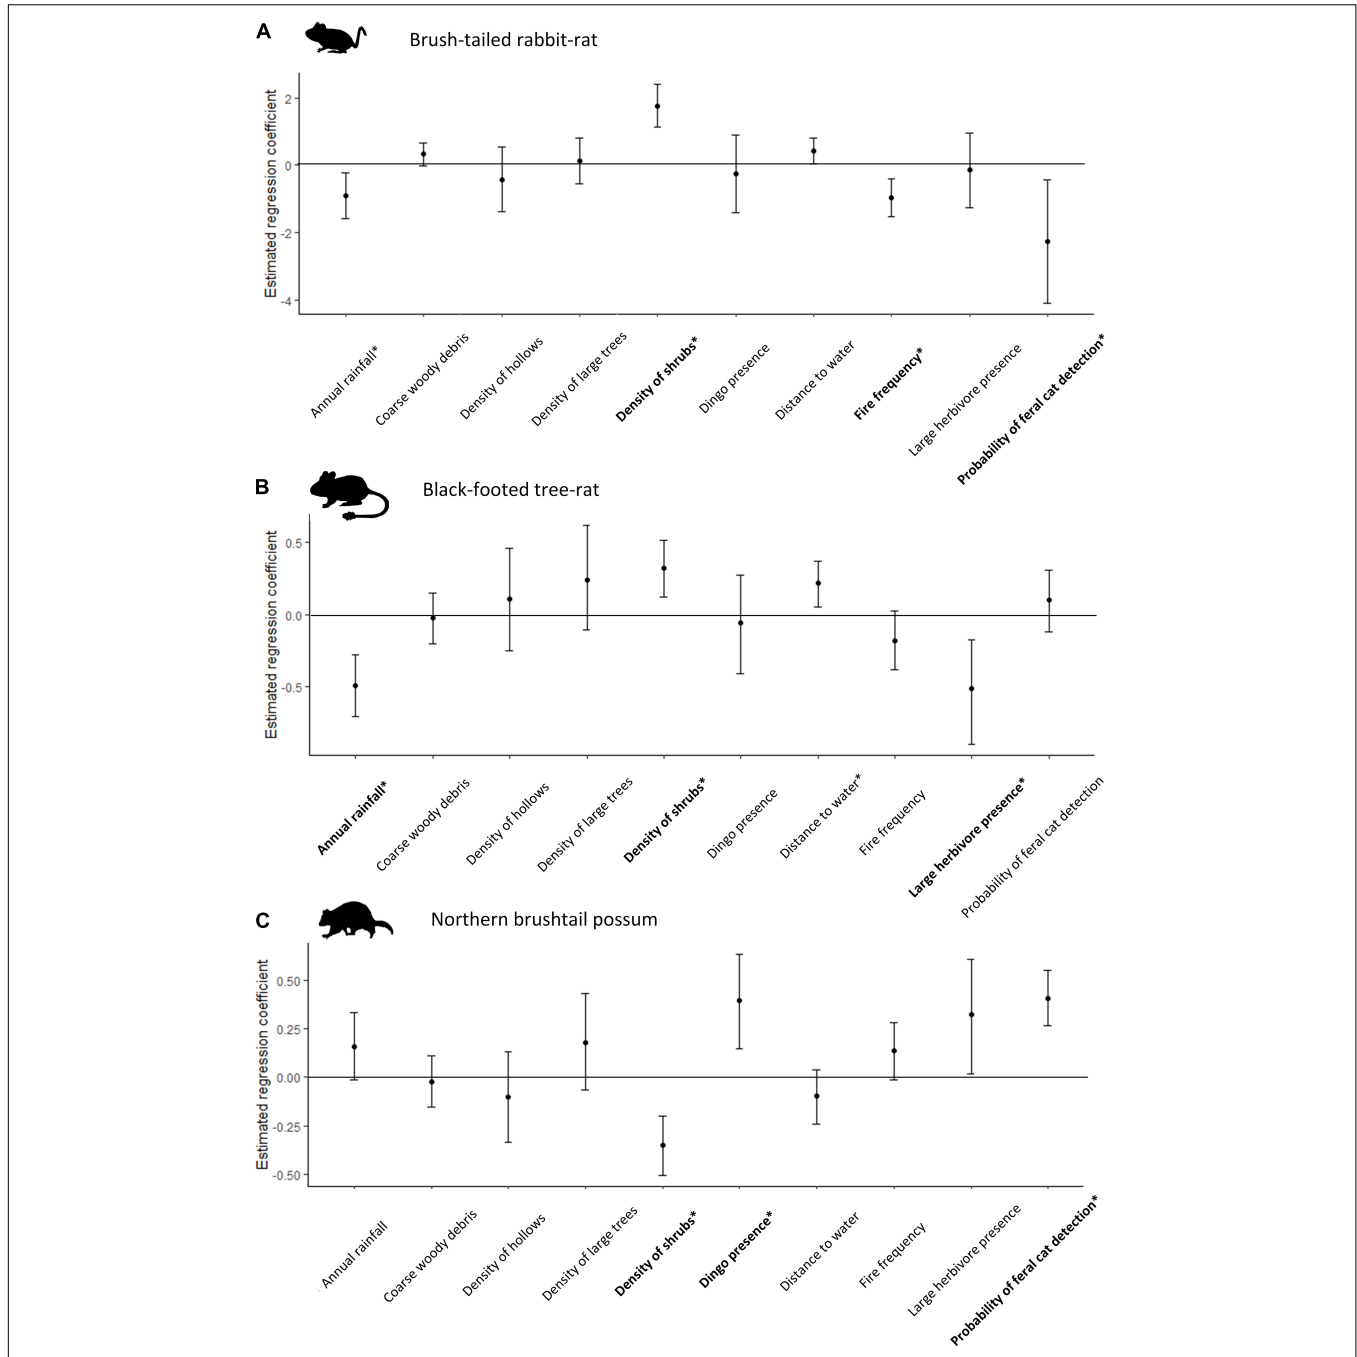 A
Brush-tailed rabbit-rat
Estimated regression coefficient
2
0
-2
-4
Annual rainfall*
Coarse woody debris
Density of hollows
Density of large trees
Density of shrubs*
Dingo presence
Distance to water
Fire frequency*
Large herbivore presence
Probability of feral cat detection*
B
Black-footed tree-rat
Estimated regression coefficient
0.5
0.0
-0.5
Annual rainfall*
Coarse woody debris
Density of hollows
Density of large trees
Density of shrubs*
Dingo presence
Distance to water*
Fire frequency
Large herbivore presence*
Probability of feral cat detection
C
Northern brushtail possum
Estimated regression coefficient
0.50
0.25
0.00
-0.25
-0.50
Annual rainfall
Coarse woody debris
Density of hollows
Density of large trees
Density of shrubs*
Dingo presence*
Distance to water
Fire frequency
Large herbivore presence
Probability of feral cat detection*